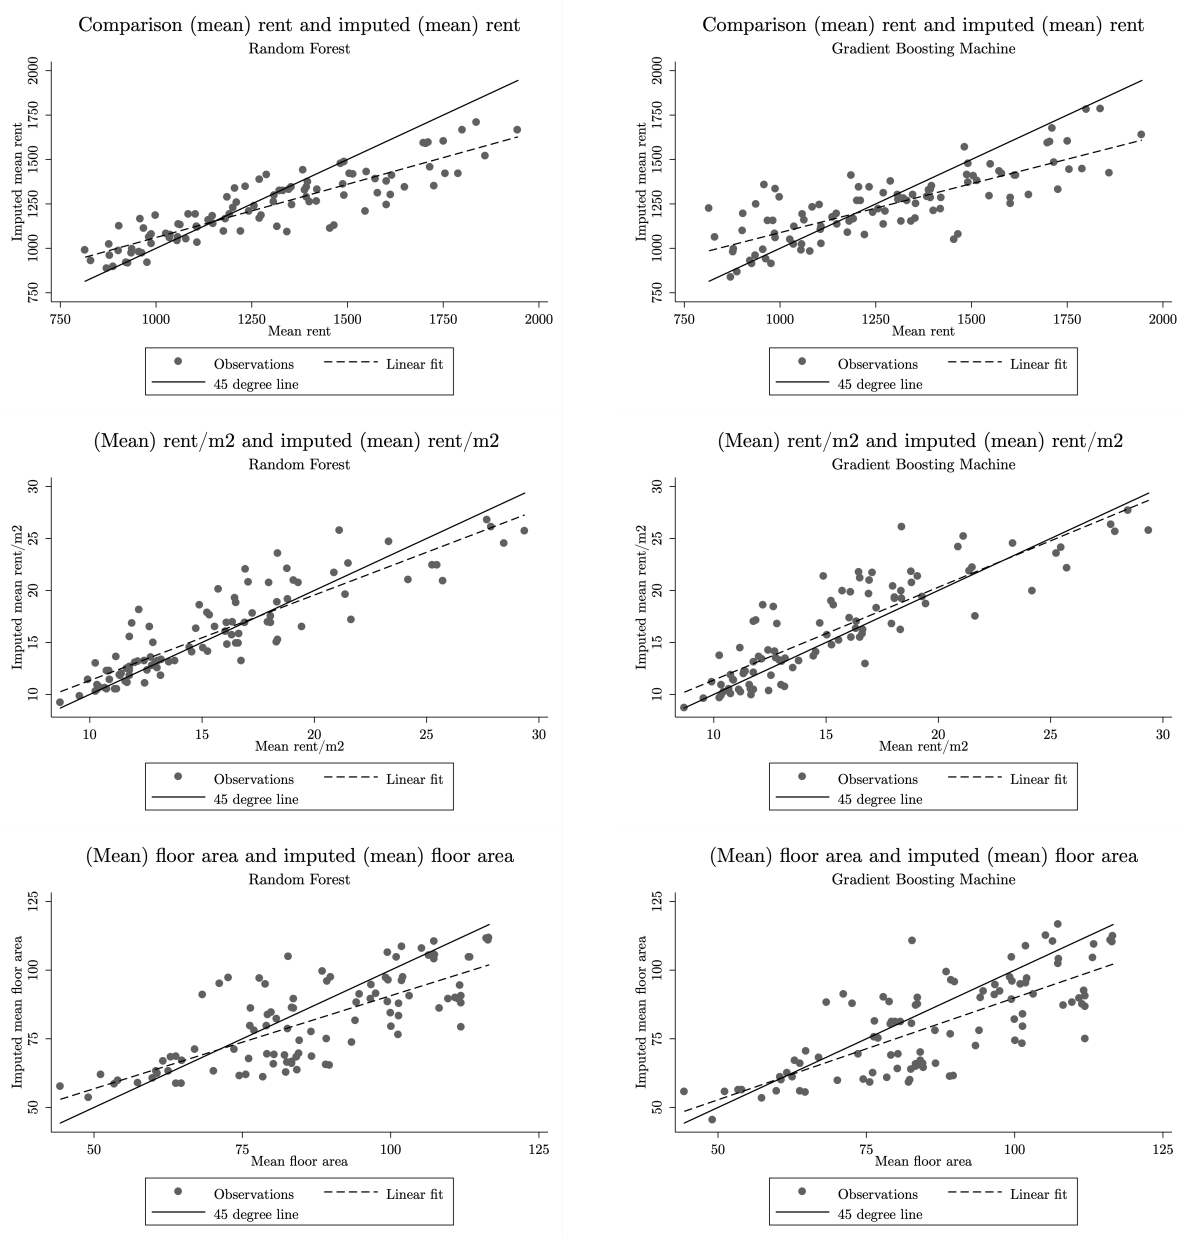 Comparison (mean) rent and imputed (mean) rent
Random Forest
Imputed mean rent
2000
1750
1500
1250
1000
750
750 1000 1250 1500 1750 2000
Mean rent
Observations Linear fit
45 degree line
Comparison (mean) rent and imputed (mean) rent
Gradient Boosting Machine
Imputed mean rent
2000
1750
1500
1250
1000
750
750 1000 1250 1500 1750 2000
Mean rent
Observations Linear fit
45 degree line
(Mean) rent/m2 and imputed (mean) rent/m2
Random Forest
Imputed mean rent/m2
30
25
20
15
10
10 15 20 25 30
Mean rent/m2
Observations Linear fit
45 degree line
(Mean) rent/m2 and imputed (mean) rent/m2
Gradient Boosting Machine
Imputed mean rent/m2
30
25
20
15
10
10 15 20 25 30
Mean rent/m2
Observations Linear fit
45 degree line
(Mean) floor area and imputed (mean) floor area
Random Forest
Imputed mean floor area
125
100
75
50
50 75 100 125
Mean floor area
Observations Linear fit
45 degree line
(Mean) floor area and imputed (mean) floor area
Gradient Boosting Machine
Imputed mean floor area
125
100
75
50
50 75 100 125
Mean floor area
Observations Linear fit
45 degree line